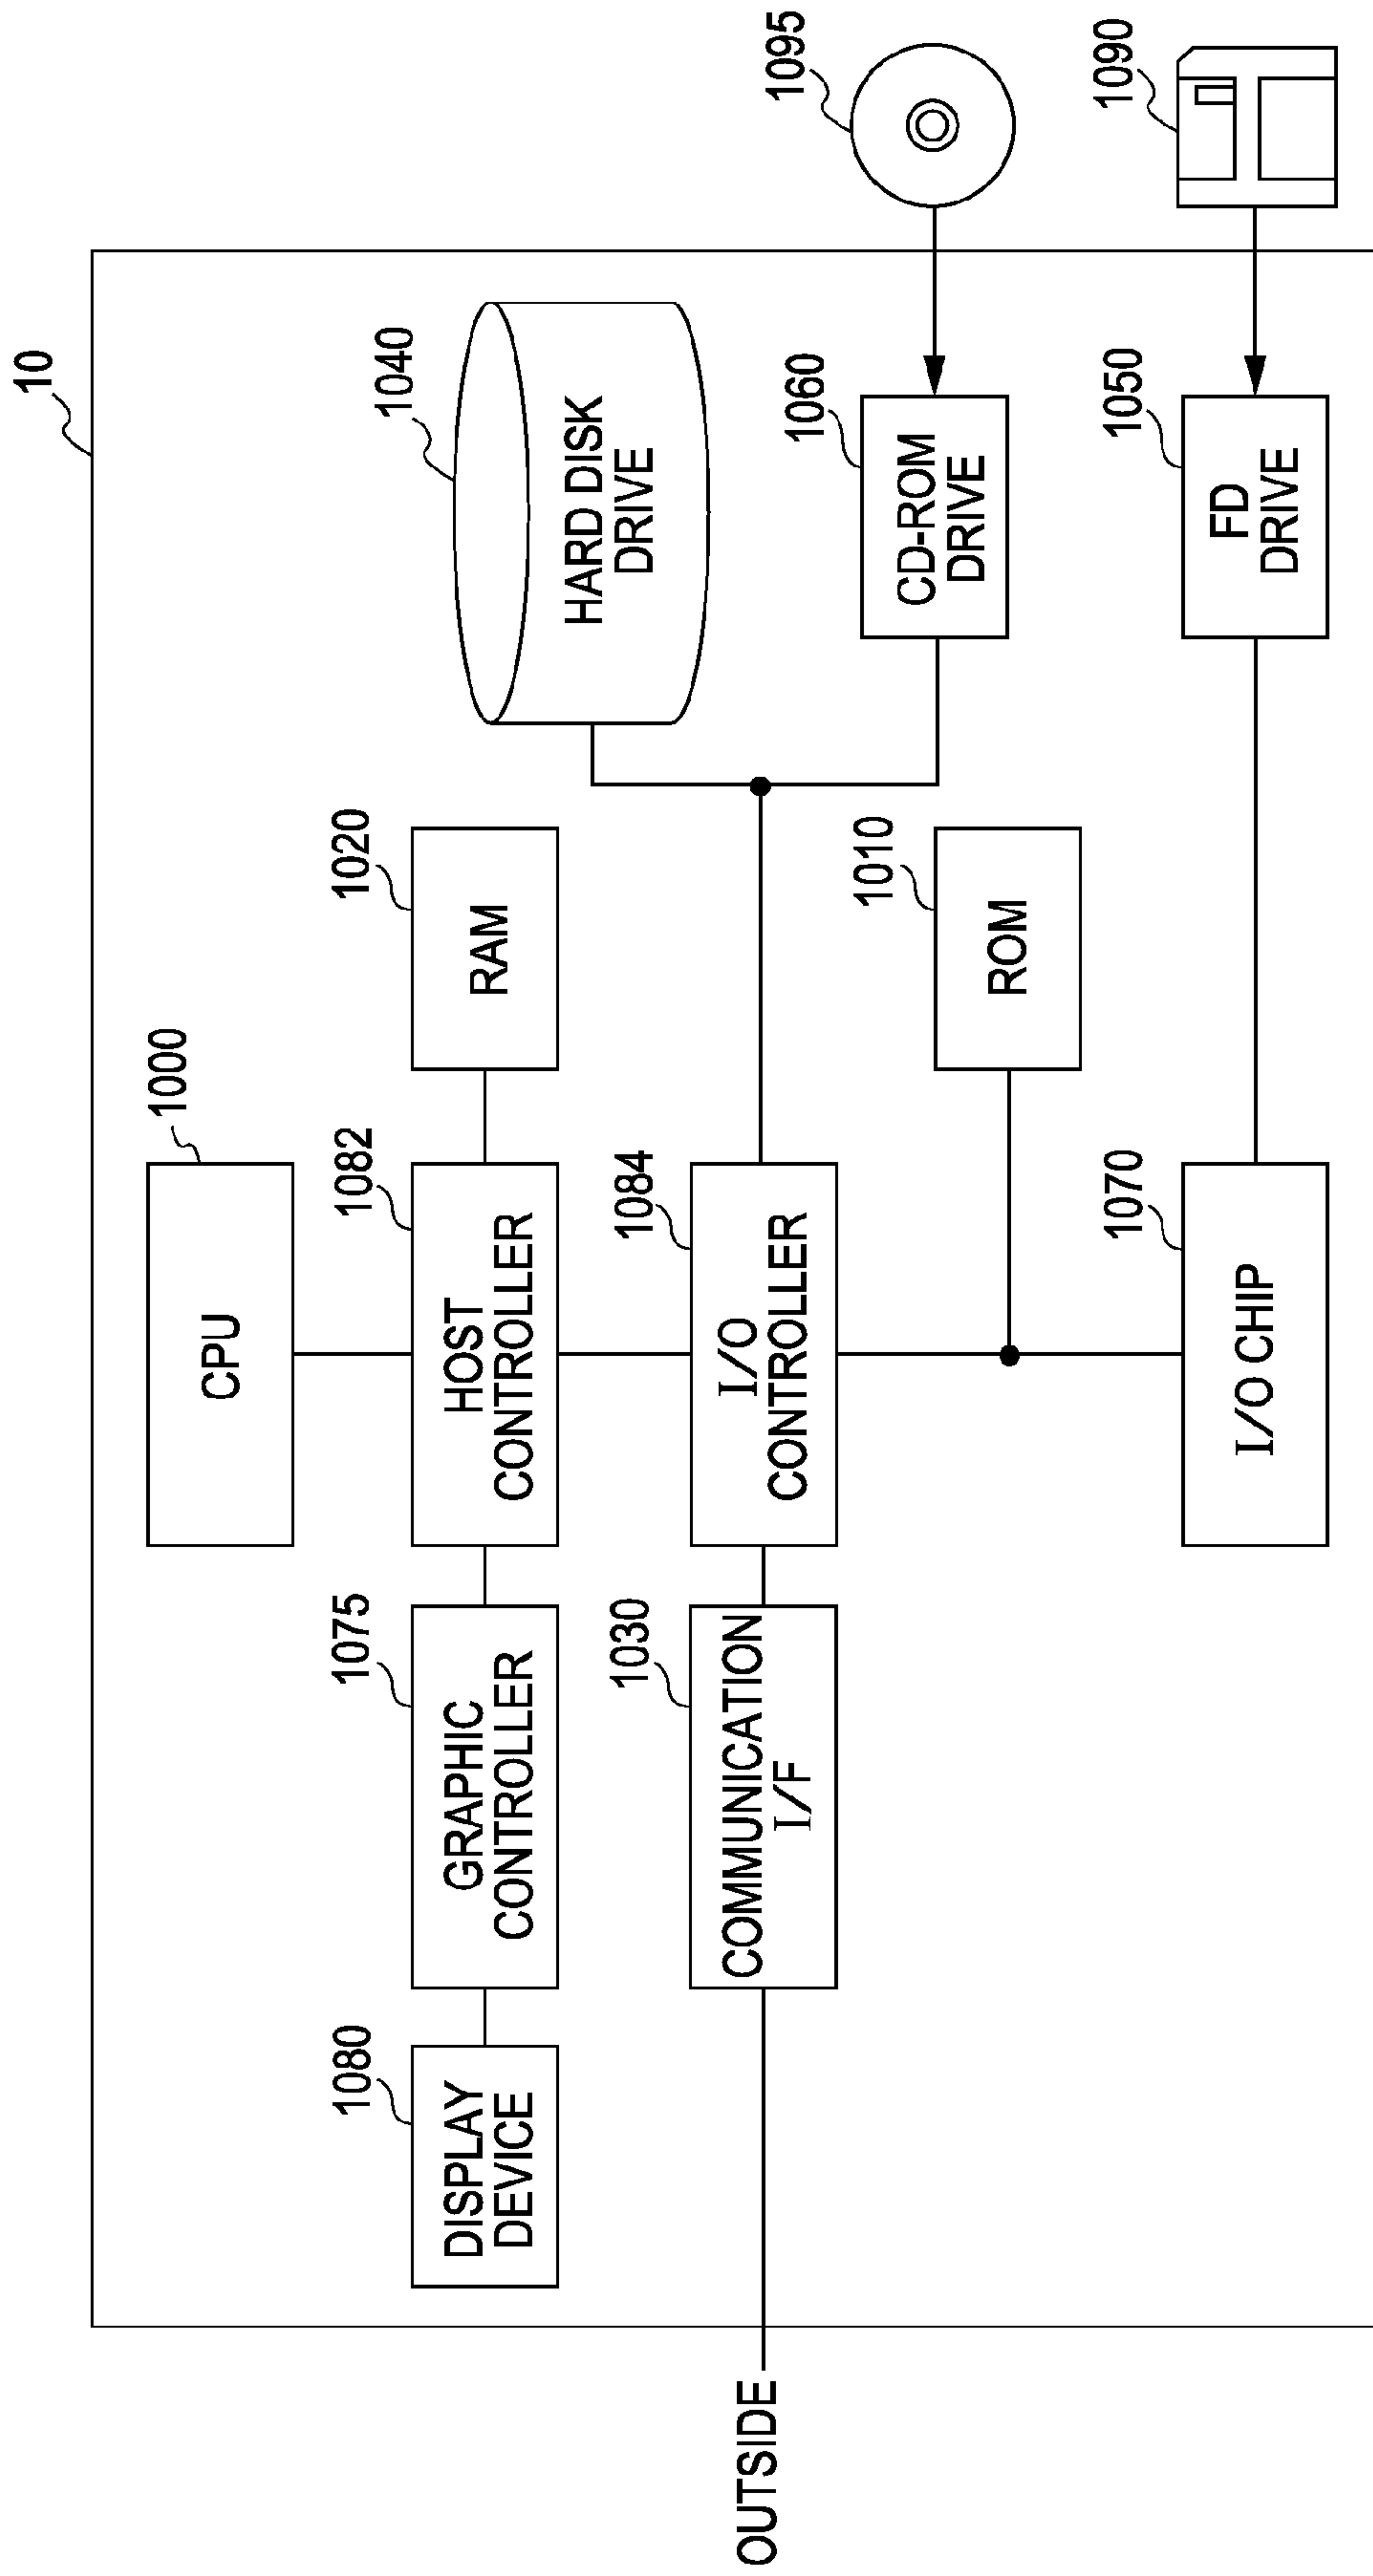 10
1000
CPU
1080
DISPLAY
DEVICE
1075
GRAPHIC
CONTROLLER
1082
HOST
CONTROLLER
1020
RAM
1040
HARD DISK
DRIVE
OUTSIDE
1030
COMMUNICATION
I/F
1084
I/O
CONTROLLER
1060
CD-ROM
DRIVE
1095
1010
ROM
1070
I/O CHIP
1050
FD
DRIVE
1090